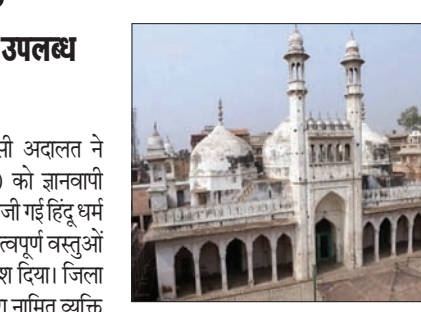 उपलब्ध
सी अदालत ने
) को ज्ञानवापी
जी गई हिंदू धर्म
त्वपूर्ण वस्तुओं
श दिया। जिला
नामित व्यक्ति